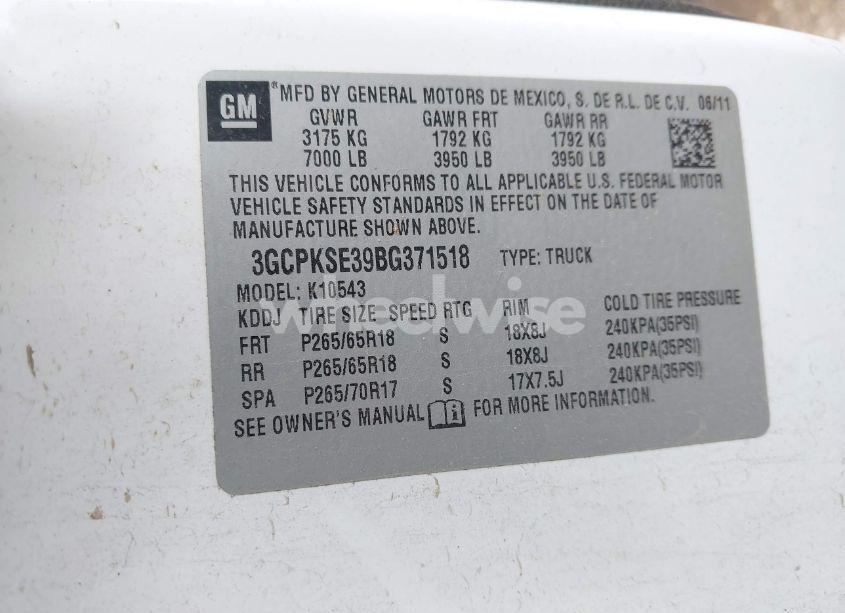 GM
MFD BY GENERAL MOTORS DE MEXICO, S. DE R.L. DE C.V. 06/11
GVWR GAWR FRT GAWR RR
3175 KG 1792 KG 1792 KG
7000 LB 3950 LB 3950 LB
THIS VEHICLE CONFORMS TO ALL APPLICABLE U.S. FEDERAL MOTOR
VEHICLE SAFETY STANDARDS IN EFFECT ON THE DATE OF
MANUFACTURE SHOWN ABOVE.
3GCPKSE39BG371518 TYPE: TRUCK
MODEL: K10543
KDDJ TIRE SIZE SPEED RTG RIM COLD TIRE PRESSURE
FRT P265/65R18 S 18X8J 240KPA(35PSI)
RR P265/65R18 S 18X8J 240KPA(35PSI)
SPA P265/70R17 S 17X7.5J 240KPA(35PSI)
SEE OWNER'S MANUAL FOR MORE INFORMATION.
wheelwise